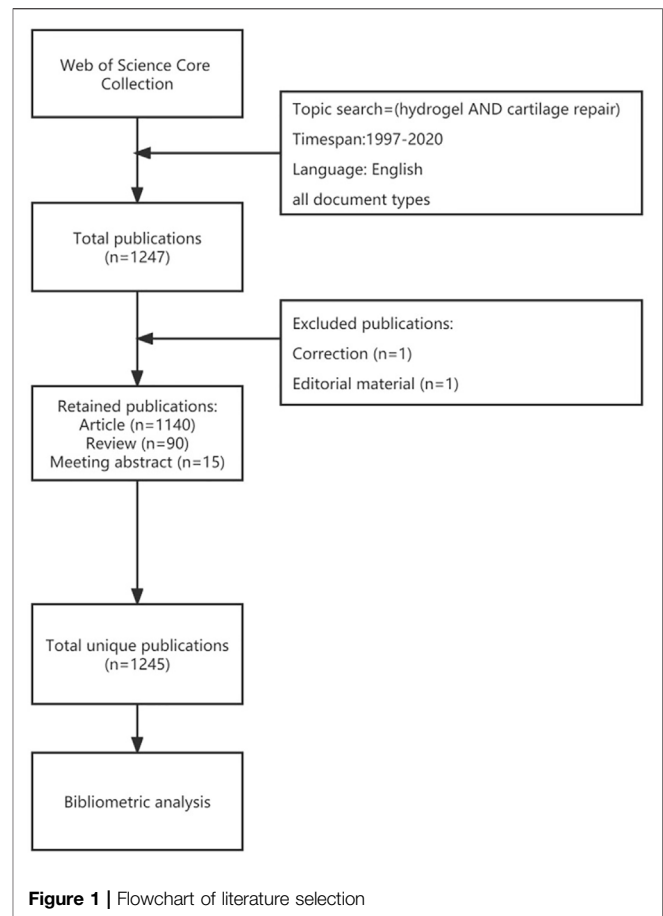 Web of Science Core
Collection
Topic search=(hydrogel AND cartilage repair)
Timespan:1997-2020
Language: English
all document types
Total publications
(n=1247)
Excluded publications:
Correction (n=1)
Editorial material (n=1)
Retained publications:
Article (n=1140)
Review (n=90)
Meeting abstract (n=15)
Total unique publications
(n=1245)
Bibliometric analysis
Figure 1 | Flowchart of literature selection